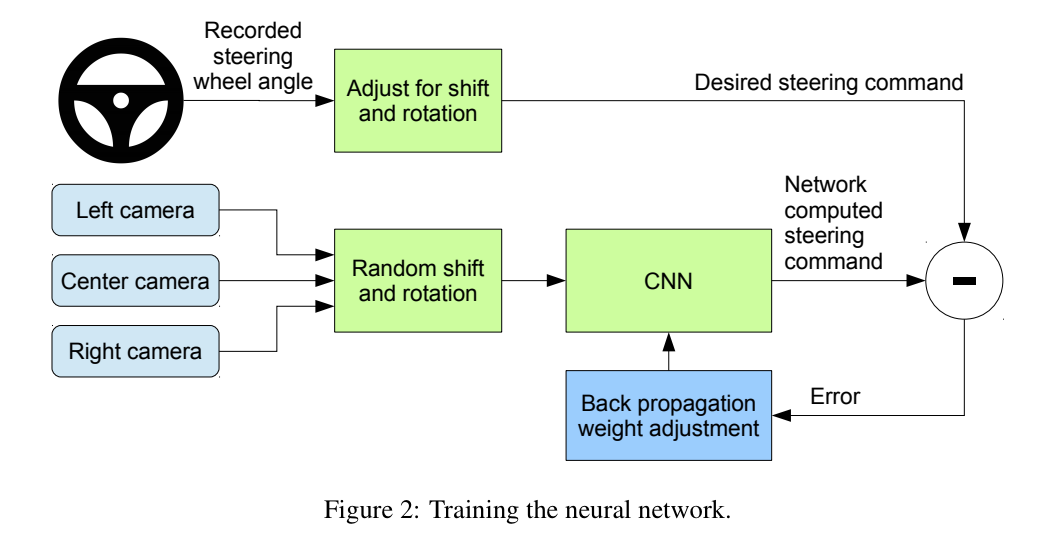 Recorded
steering
wheel angle
Adjust for shift
and rotation
Desired steering command
Left camera
Center camera
Right camera
Random shift
and rotation
CNN
Network
computed
steering
command
-
Back propagation
weight adjustment
Error
Figure 2: Training the neural network.